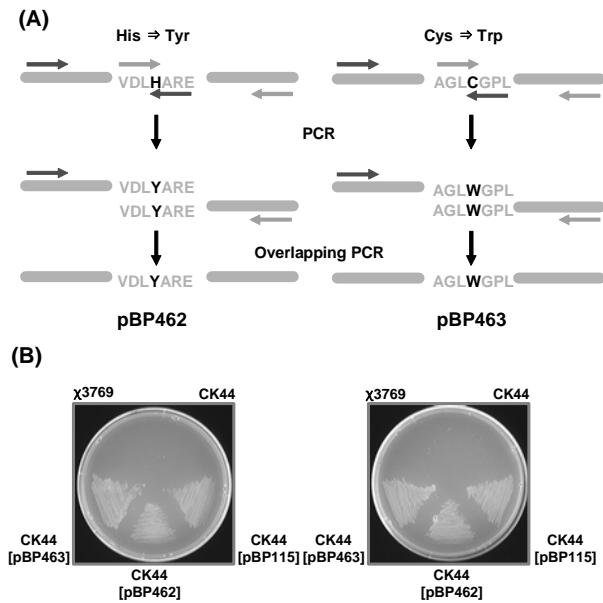 (A)
His ⇒ Tyr
Cys ⇒ Trp
VDLHARE
AGLCGPL
PCR
VDLYARE
VDLYARE
AGLWGPL
AGLWGPL
Overlapping PCR
VDLYARE
AGLWGPL
pBP462
pBP463
(B)
χ3769
CK44
χ3769
CK44
CK44
[pBP463]
CK44
[pBP462]
CK44
[pBP115]
CK44
[pBP463]
CK44
[pBP462]
CK44
[pBP115]